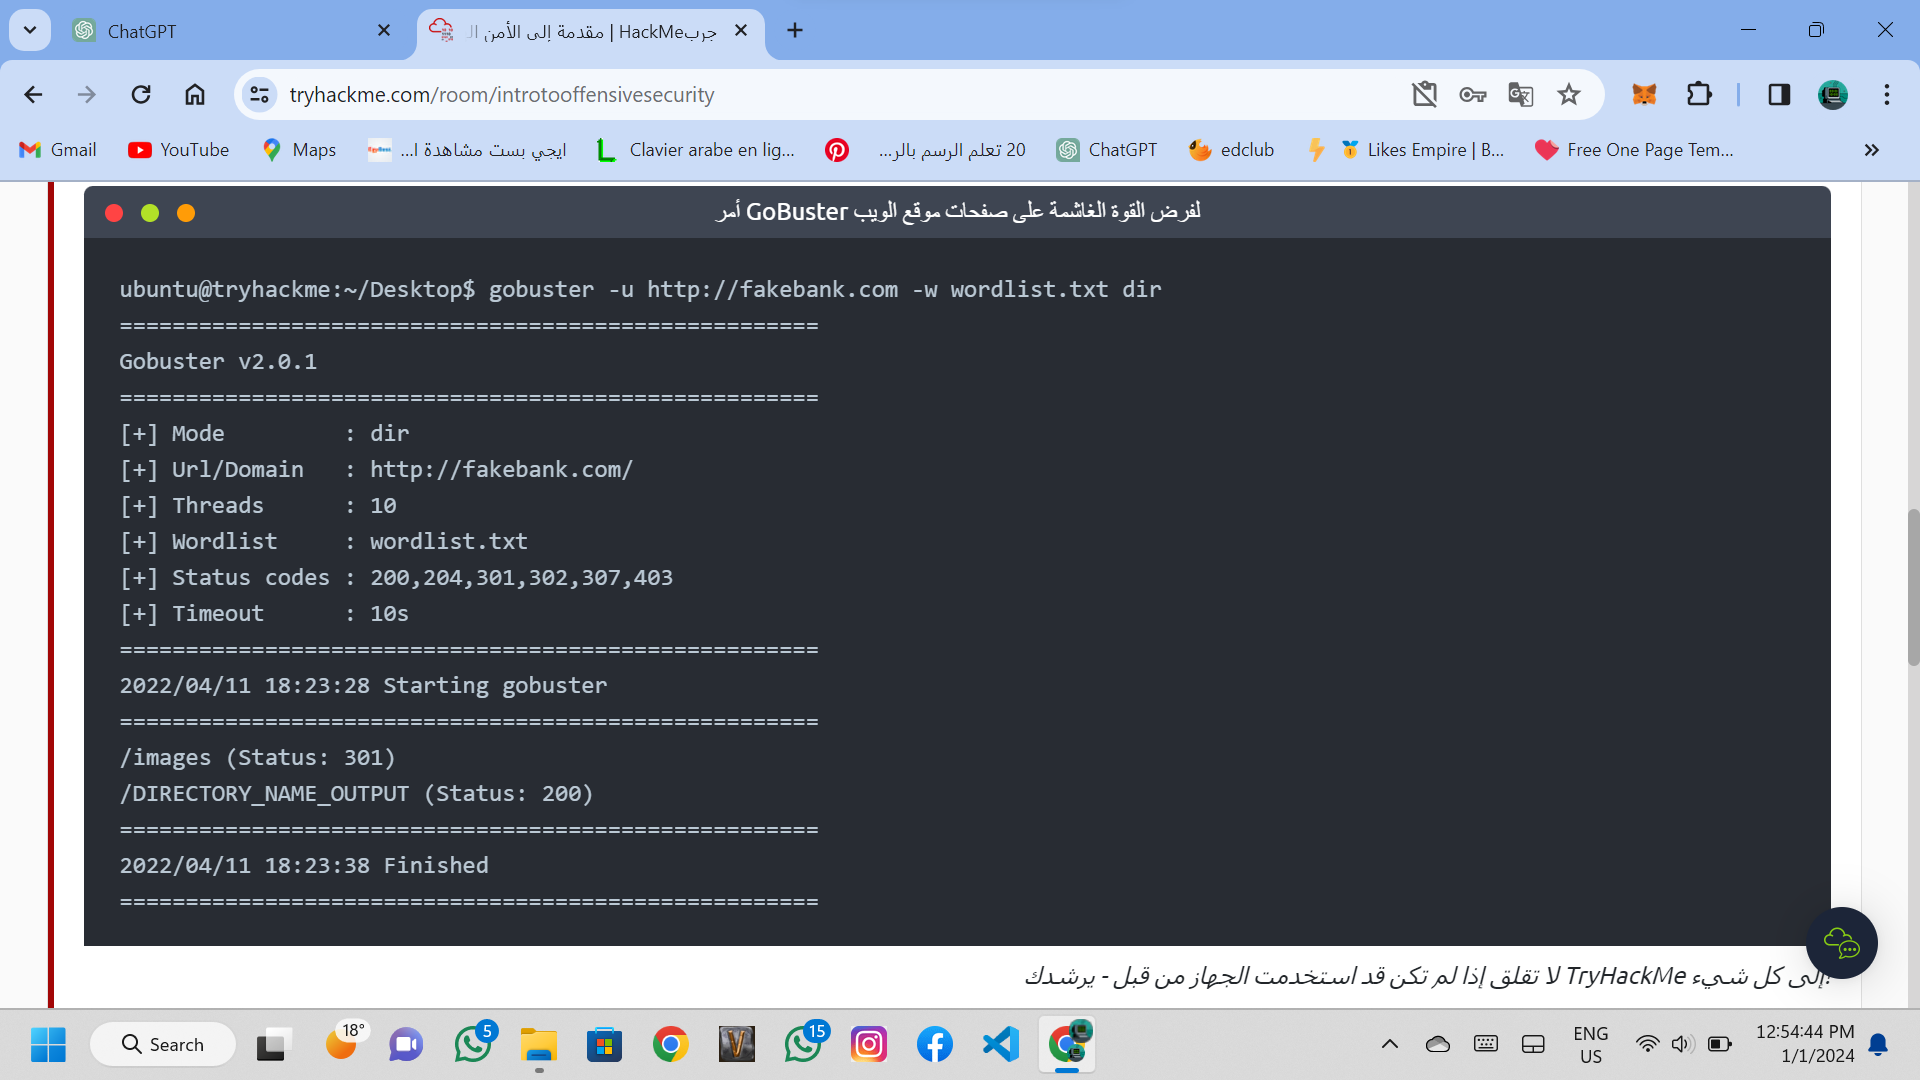 ChatGPT
جربHackMe | مقدمة إلى الأمن ال
tryhackme.com/room/introtooffensivesecurity
Gmail
YouTube
Maps
ايجي بست مشاهدة ا...
Clavier arabe en lig...
20 تعلم الرسم بالر...
ChatGPT
edclub
Likes Empire | B...
Free One Page Tem...
أمر GoBuster لفرض القوة الغاشمة على صفحات موقع الويب
ubuntu@tryhackme:~/Desktop$ gobuster -u http://fakebank.com -w wordlist.txt dir
=====================================================
Gobuster v2.0.1
=====================================================
[+] Mode         : dir
[+] Url/Domain   : http://fakebank.com/
[+] Threads      : 10
[+] Wordlist     : wordlist.txt
[+] Status codes : 200,204,301,302,307,403
[+] Timeout      : 10s
=====================================================
2022/04/11 18:23:28 Starting gobuster
=====================================================
/images (Status: 301)
/DIRECTORY_NAME_OUTPUT (Status: 200)
=====================================================
2022/04/11 18:23:38 Finished
=====================================================
لا تقلق إذا لم تكن قد استخدمت الجهاز من قبل - يرشدك TryHackMe إلى كل شيء!
Search
18°
5
15
ENG
US
12:54:44 PM
1/1/2024